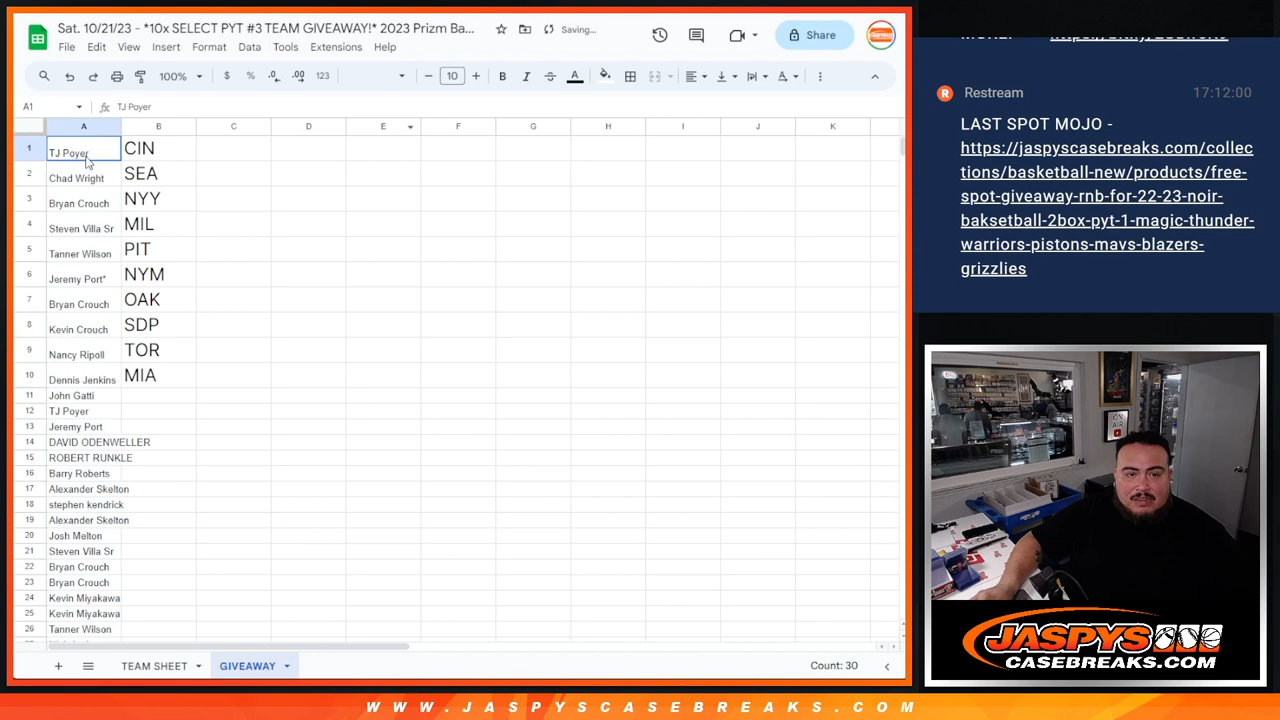 Sat. 10/21/23 - *10x SELECT PYT #3 TEAM GIVEAWAY!* 2023 Prizm Ba...
Saving...
Share
File Edit View Insert Format Data Tools Extensions Help
100% $ % .0 .00 123 10 B I A
A1 TJ Poyer
A B C D E F G H I J K
1 TJ Poyer CIN
2 Chad Wright SEA
3 Bryan Crouch NYY
4 Steven Villa Sr MIL
5 Tanner Wilson PIT
6 Jeremy Port* NYM
7 Bryan Crouch OAK
8 Kevin Crouch SDP
9 Nancy Ripoll TOR
10 Dennis Jenkins MIA
11 John Gatti
12 TJ Poyer
13 Jeremy Port
14 DAVID ODENWELLER
15 ROBERT RUNKLE
16 Barry Roberts
17 Alexander Skelton
18 stephen kendrick
19 Alexander Skelton
20 Josh Melton
21 Steven Villa Sr
22 Bryan Crouch
23 Bryan Crouch
24 Kevin Miyakawa
25 Kevin Miyakawa
26 Tanner Wilson
TEAM SHEET GIVEAWAY Count: 30
R Restream 17:12:00
LAST SPOT MOJO -
https://jaspyscasebreaks.com/collec
tions/basketball-new/products/free-
spot-giveaway-rnb-for-22-23-noir-
baksetball-2box-pyt-1-magic-thunder-
warriors-pistons-mavs-blazers-
grizzlies
ON AIR
JASPYS
CASEBREAKS.COM
WWW.JASPYSCASEBREAKS.COM